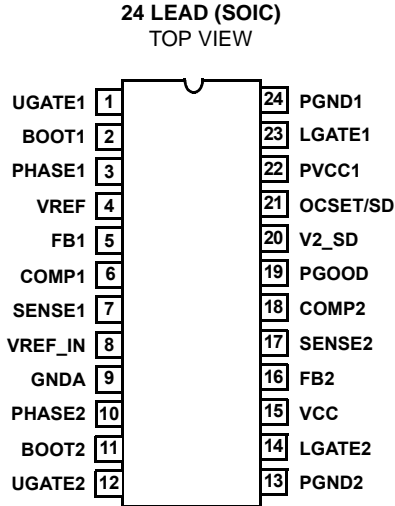 24 LEAD (SOIC)
TOP VIEW
UGATE1 1 24 PGND1
BOOT1 2 23 LGATE1
PHASE1 3 22 PVCC1
VREF 4 21 OCSET/SD
FB1 5 20 V2_SD
COMP1 6 19 PGOOD
SENSE1 7 18 COMP2
VREF_IN 8 17 SENSE2
GNDA 9 16 FB2
PHASE2 10 15 VCC
BOOT2 11 14 LGATE2
UGATE2 12 13 PGND2